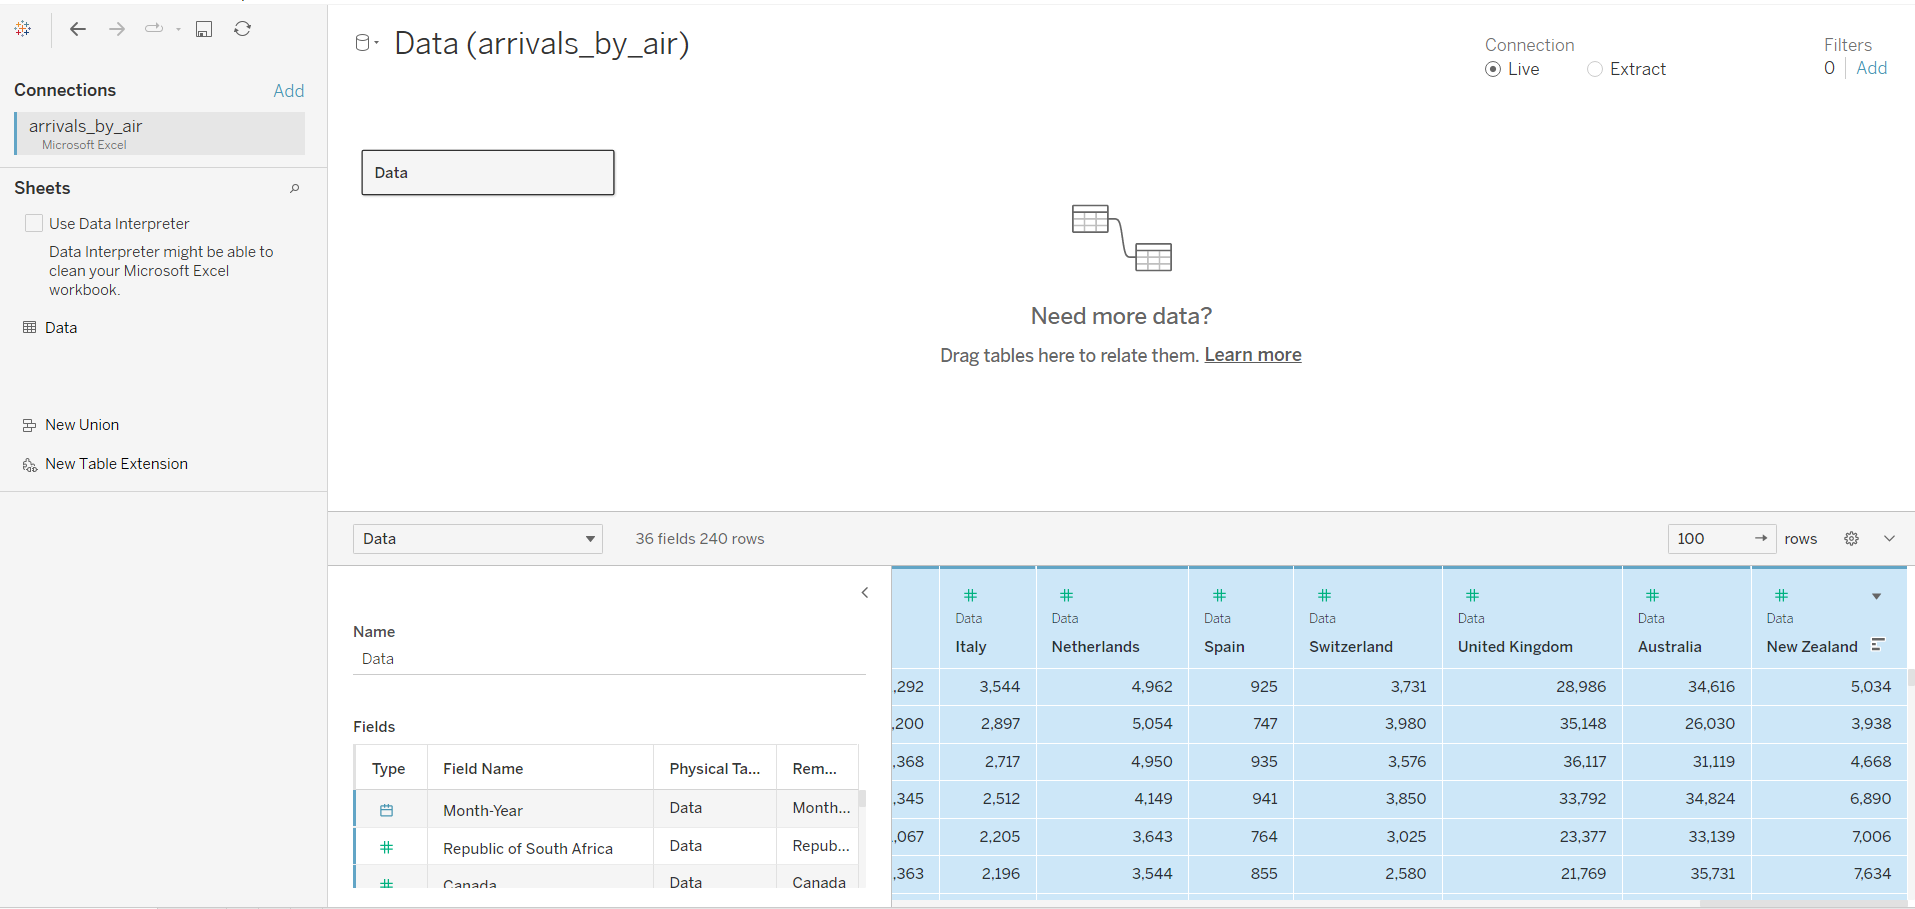 Data (arrivals_by_air)
Connection
Live
Extract
Filters
0
Add
Connections
Add
arrivals_by_air
Microsoft Excel
Sheets
Use Data Interpreter
Data Interpreter might be able to
clean your Microsoft Excel
workbook.
Data
New Union
New Table Extension
Data
Need more data?
Drag tables here to relate them. Learn more
Data
36 fields 240 rows
100
rows
Name
Data
Fields
Type Field Name Physical Ta... Rem...
Month-Year Data Month...
Republic of South Africa Data Repub...
Canada Data Canada
Data Data Data Data Data Data Data
Italy Netherlands Spain Switzerland United Kingdom Australia New Zealand
,292 3,544 4,962 925 3,731 28,986 34,616 5,034
,200 2,897 5,054 747 3,980 35,148 26,030 3,938
,368 2,717 4,950 935 3,576 36,117 31,119 4,668
,345 2,512 4,149 941 3,850 33,792 34,824 6,890
,067 2,205 3,643 764 3,025 23,377 33,139 7,006
,363 2,196 3,544 855 2,580 21,769 35,731 7,634